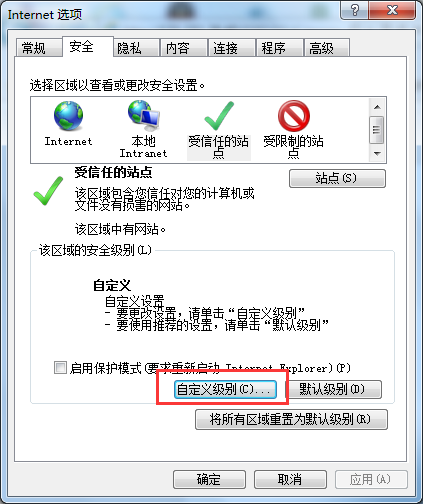 Internet 选项
常规 安全 隐私 内容 连接 程序 高级
选择区域以查看或更改安全设置。
Internet 本地 Intranet 受信任的站点 受限制的站点
受信任的站点
站点(S)
该区域包含您信任对您的计算机或
文件没有损害的网站。
该区域中有网站。
该区域的安全级别(L)
自定义
自定义设置
- 要更改设置，请单击“自定义级别”
- 要使用推荐的设置，请单击“默认级别”
启用保护模式(要求重新启动 Internet Explorer)(P)
自定义级别(C)... 默认级别(D)
将所有区域重置为默认级别(R)
确定 取消 应用(A)